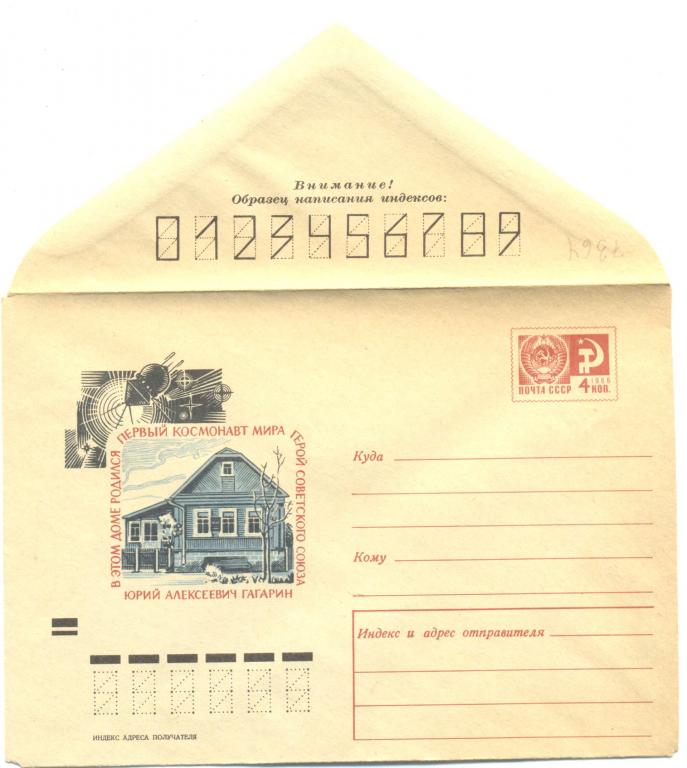 Внимание!
Образец написания индексов:
0123456789
7364
ПОЧТА СССР
1966
4 КОП.
В ЭТОМ ДОМЕ РОДИЛСЯ
ПЕРВЫЙ КОСМОНАВТ МИРА
ГЕРОЙ СОВЕТСКОГО СОЮЗА
ЮРИЙ АЛЕКСЕЕВИЧ ГАГАРИН
Куда
Кому
Индекс и адрес отправителя
ИНДЕКС АДРЕСА ПОЛУЧАТЕЛЯ